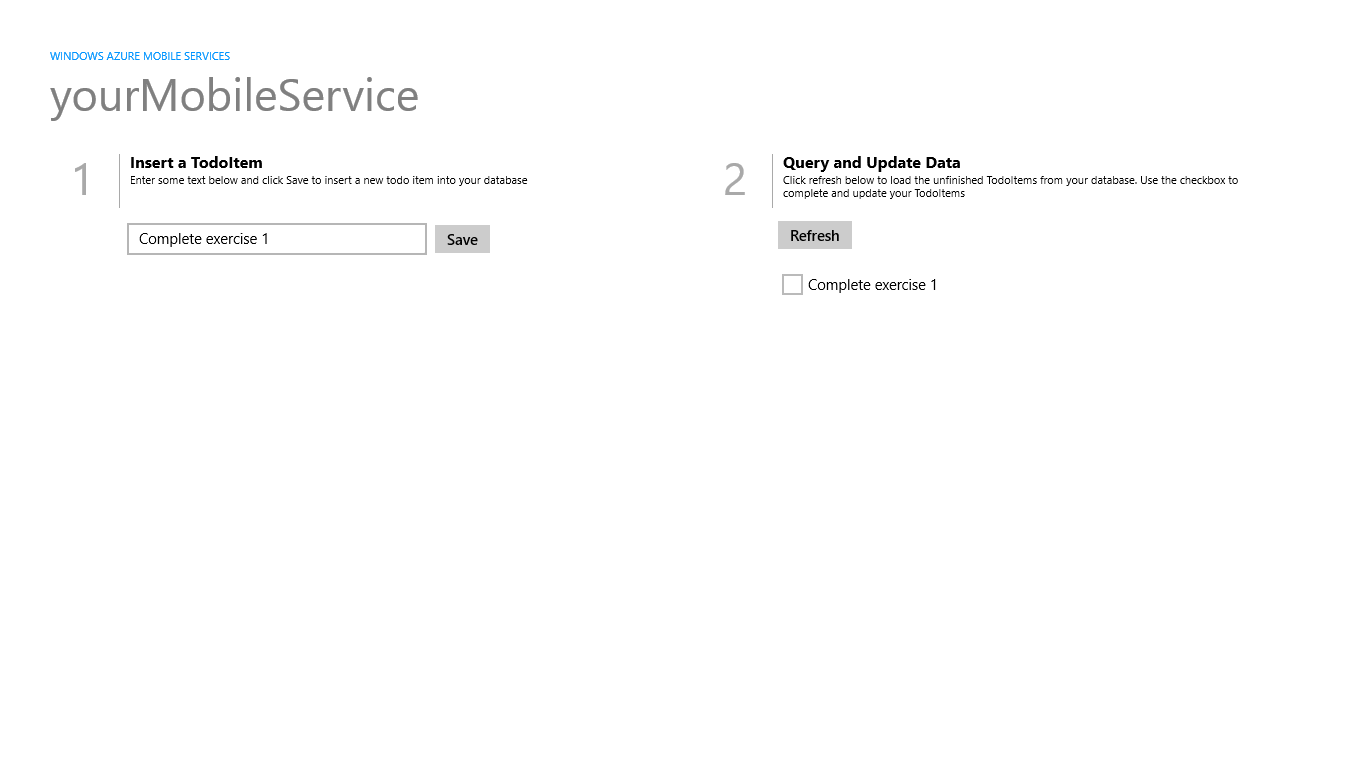 WINDOWS AZURE MOBILE SERVICES
yourMobileService
1
Insert a TodoItem
Enter some text below and click Save to insert a new todo item into your database
Complete exercise 1
Save
2
Query and Update Data
Click refresh below to load the unfinished TodoItems from your database. Use the checkbox to
complete and update your TodoItems
Refresh
Complete exercise 1